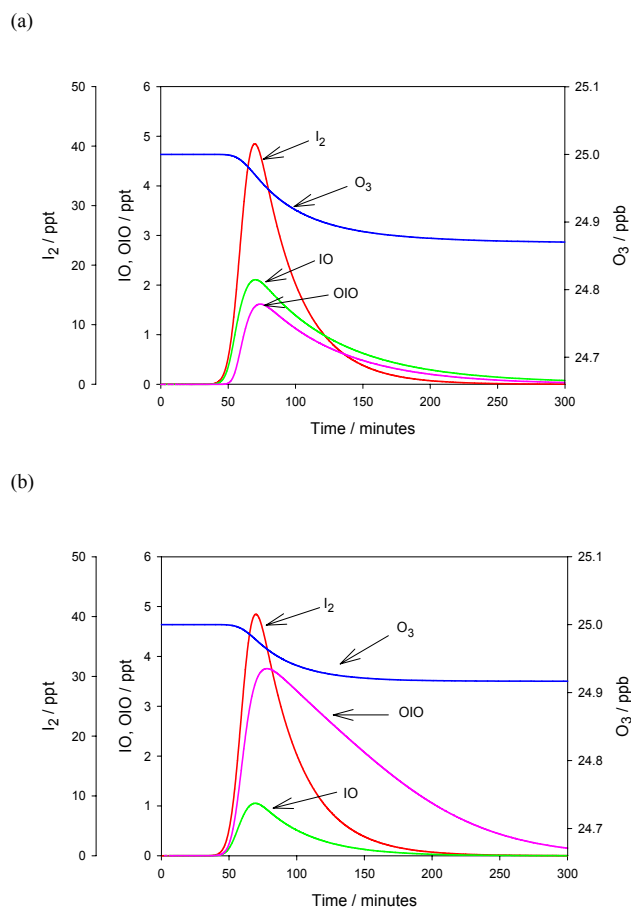 (a)
I₂ / ppt
50
40
30
20
10
0
IO, OIO / ppt
6
5
4
3
2
1
0
I₂
O₃
IO
OIO
25.1
25.0
24.9
24.8
24.7
O₃ / ppb
0 50 100 150 200 250 300
Time / minutes
(b)
I₂ / ppt
50
40
30
20
10
0
IO, OIO / ppt
6
5
4
3
2
1
0
I₂
O₃
OIO
IO
25.1
25.0
24.9
24.8
24.7
O₃ / ppb
0 50 100 150 200 250 300
Time / minutes